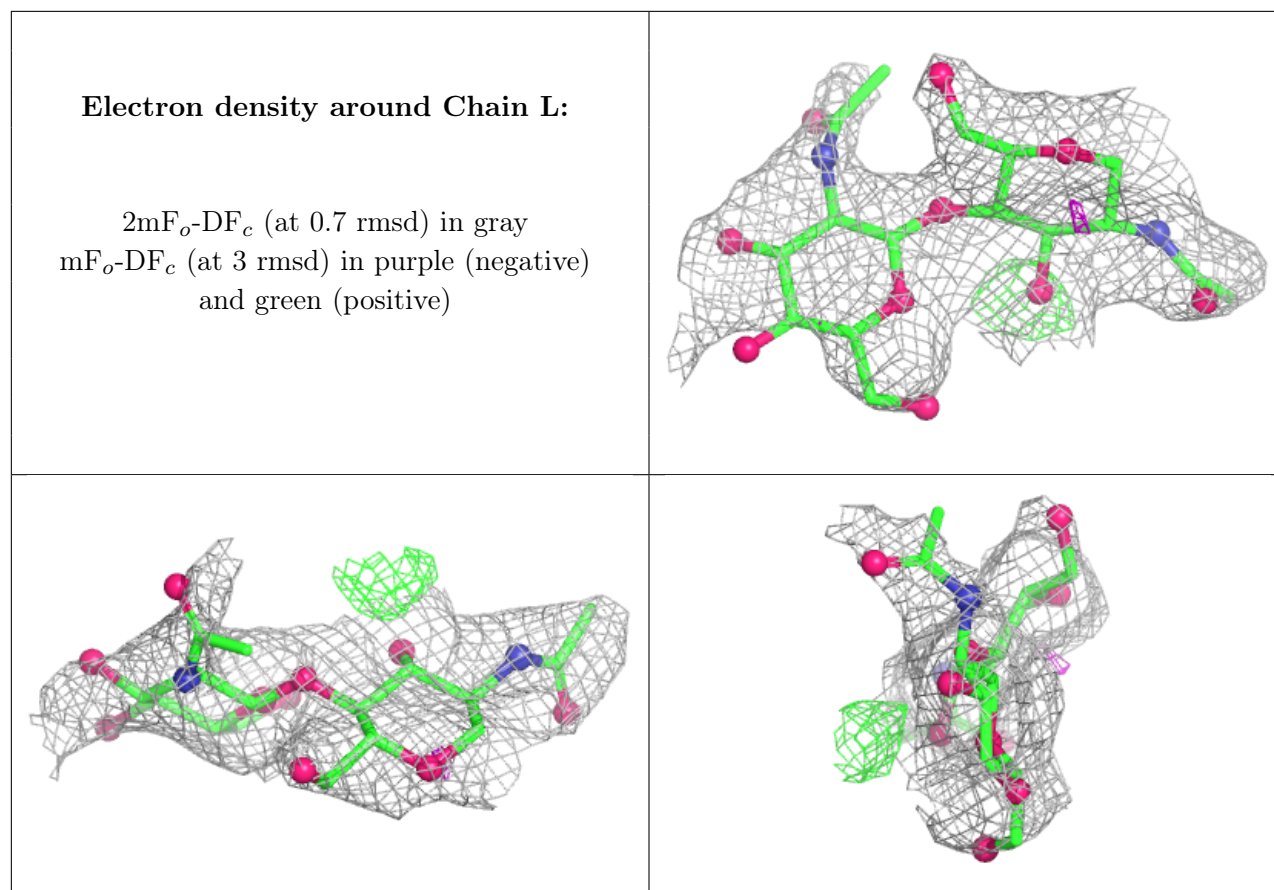 Electron density around Chain L:
2mFo-DFc (at 0.7 rmsd) in gray
mFo-DFc (at 3 rmsd) in purple (negative)
and green (positive)